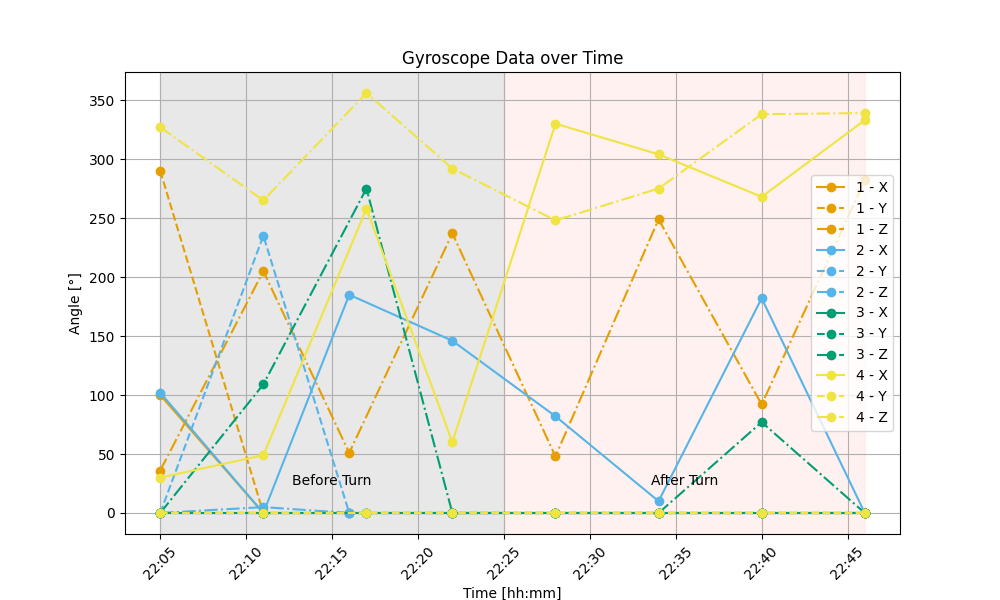 Gyroscope Data over Time
Angle [°]
350
300
250
200
150
100
50
0
Before Turn
After Turn
1 - X
1 - Y
1 - Z
2 - X
2 - Y
2 - Z
3 - X
3 - Y
3 - Z
4 - X
4 - Y
4 - Z
22:05
22:10
22:15
22:20
22:25
22:30
22:35
22:40
22:45
Time [hh:mm]